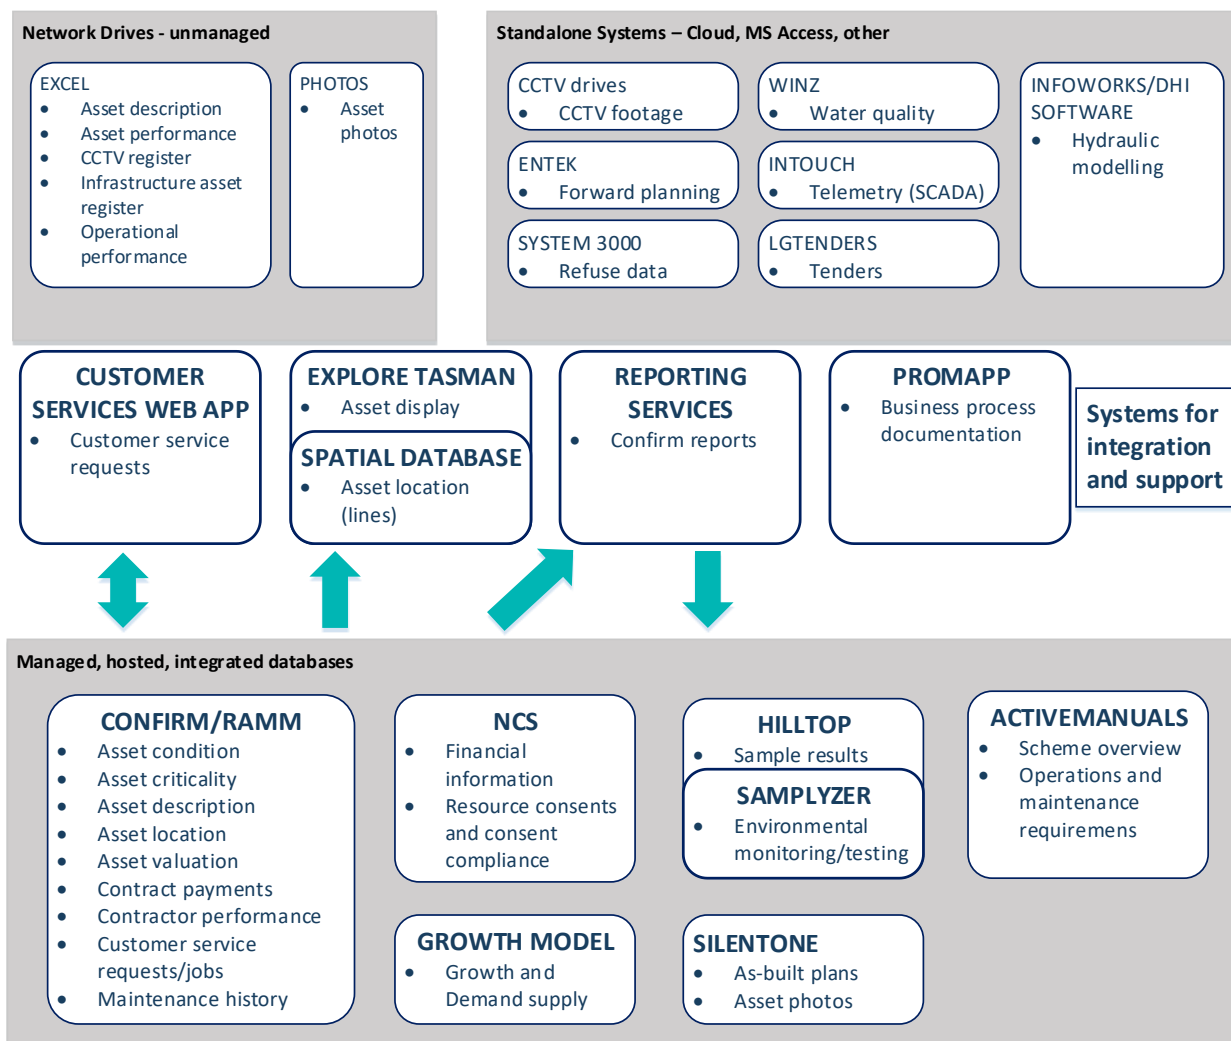 Network Drives - unmanaged
EXCEL
• Asset description
• Asset performance
• CCTV register
• Infrastructure asset
register
• Operational
performance
PHOTOS
• Asset
photos
Standalone Systems – Cloud, MS Access, other
CCTV drives
• CCTV footage
WINZ
• Water quality
INFOWORKS/DHI
SOFTWARE
• Hydraulic
modelling
ENTEK
• Forward planning
INTOUCH
• Telemetry (SCADA)
SYSTEM 3000
• Refuse data
LGTENDERS
• Tenders
CUSTOMER
SERVICES WEB APP
• Customer service
requests
EXPLORE TASMAN
• Asset display
SPATIAL DATABASE
• Asset location
(lines)
REPORTING
SERVICES
• Confirm reports
PROMAPP
• Business process
documentation
Systems for
integration
and support
Managed, hosted, integrated databases
CONFIRM/RAMM
• Asset condition
• Asset criticality
• Asset description
• Asset location
• Asset valuation
• Contract payments
• Contractor performance
• Customer service
requests/jobs
• Maintenance history
NCS
• Financial
information
• Resource consents
and consent
compliance
HILLTOP
• Sample results
SAMPLYZER
• Environmental
monitoring/testing
ACTIVEMANUALS
• Scheme overview
• Operations and
maintenance
requiremens
GROWTH MODEL
• Growth and
Demand supply
SILENTONE
• As-built plans
• Asset photos